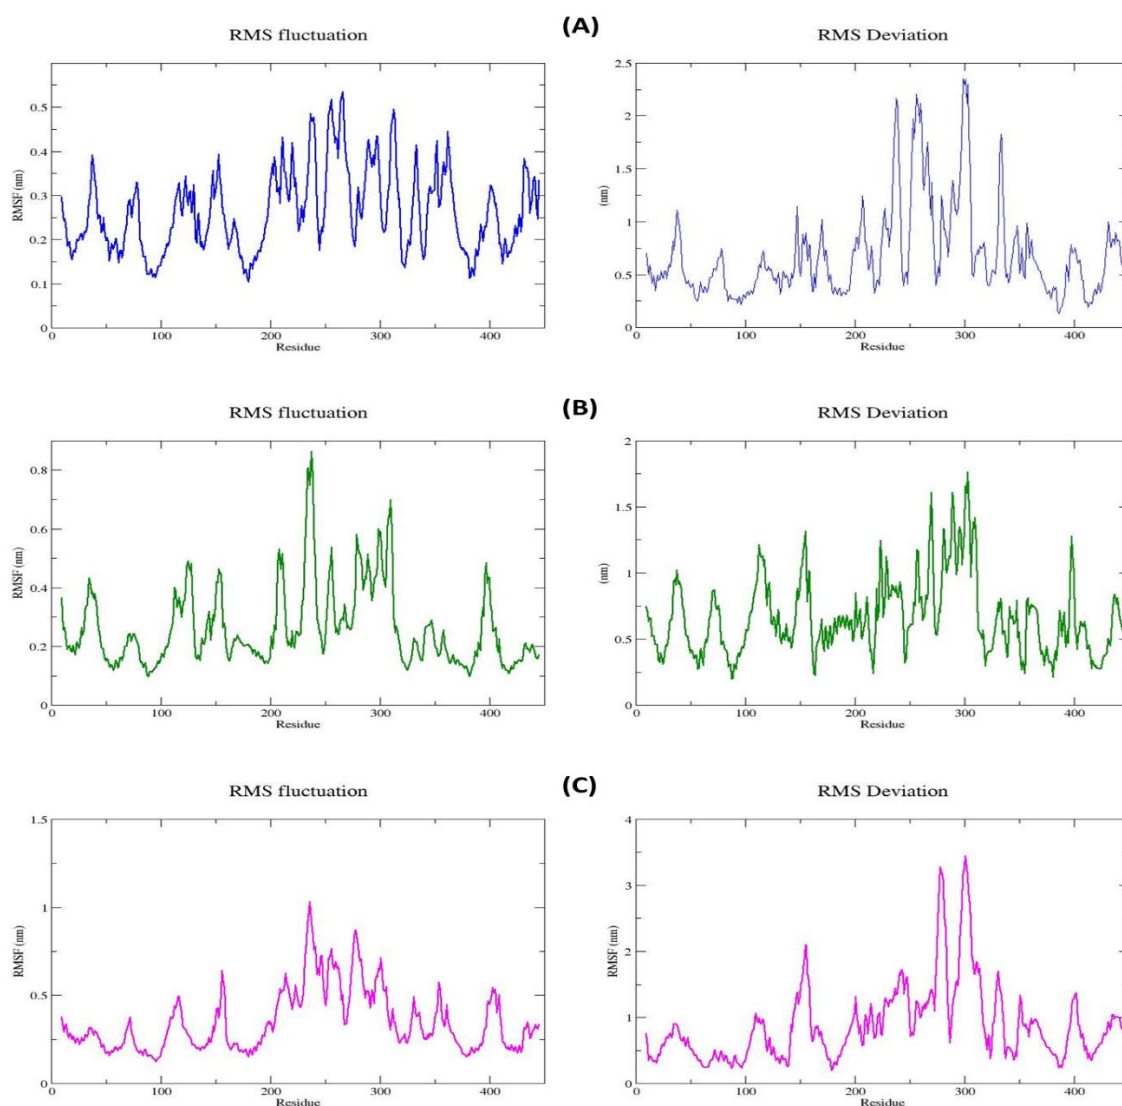 (A)
RMS fluctuation
RMSF (nm)
0.5
0.4
0.3
0.2
0.1
0
0 100 200 300 400
Residue
RMS Deviation
(nm)
2.5
2
1.5
1
0.5
0
0 100 200 300 400
Residue
(B)
RMS fluctuation
RMSF (nm)
0.8
0.6
0.4
0.2
0
0 100 200 300 400
Residue
RMS Deviation
(nm)
2
1.5
1
0.5
0
0 100 200 300 400
Residue
(C)
RMS fluctuation
RMSF (nm)
1.5
1
0.5
0
0 100 200 300 400
Residue
RMS Deviation
RMSF (nm)
4
3
2
1
0
0 100 200 300 400
Residue